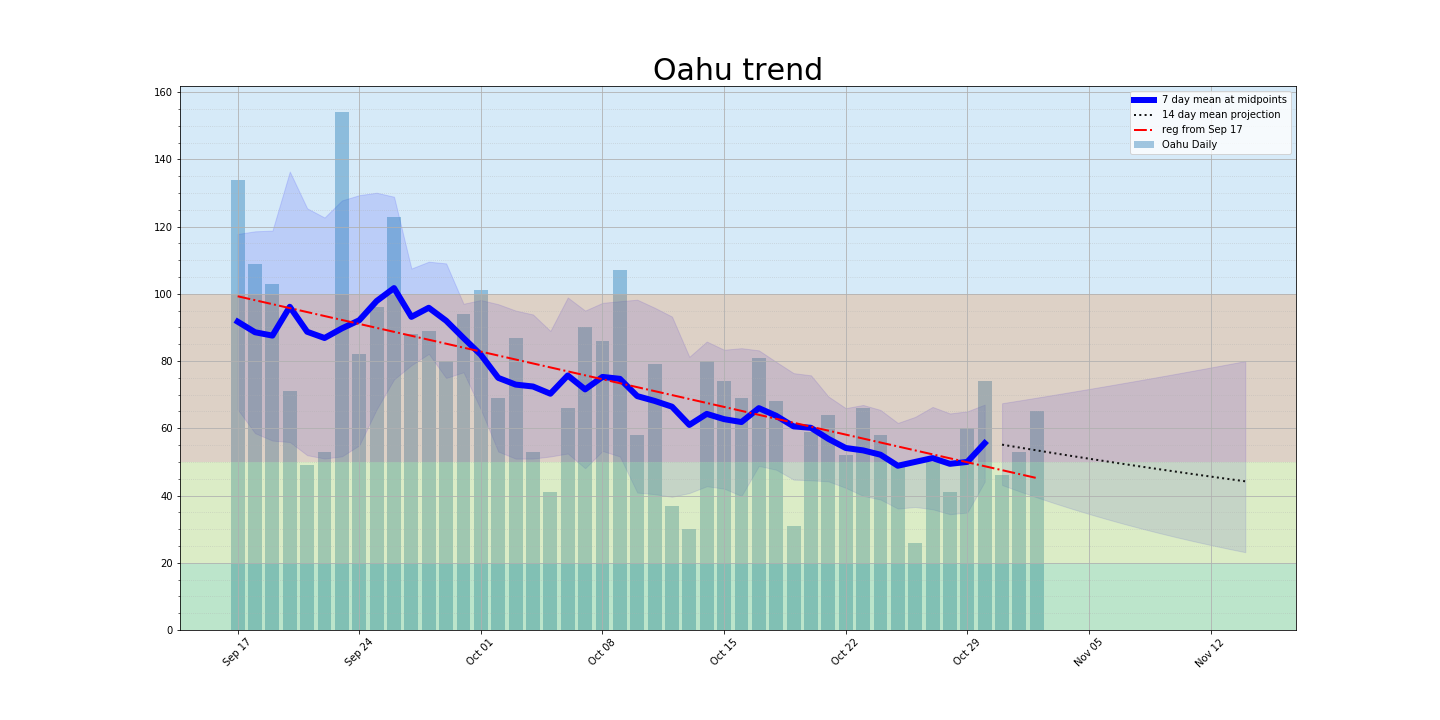 Oahu trend
7 day mean at midpoints
14 day mean projection
reg from Sep 17
Oahu Daily
160
140
120
100
80
60
40
20
0
Sep 17
Sep 24
Oct 01
Oct 08
Oct 15
Oct 22
Oct 29
Nov 05
Nov 12